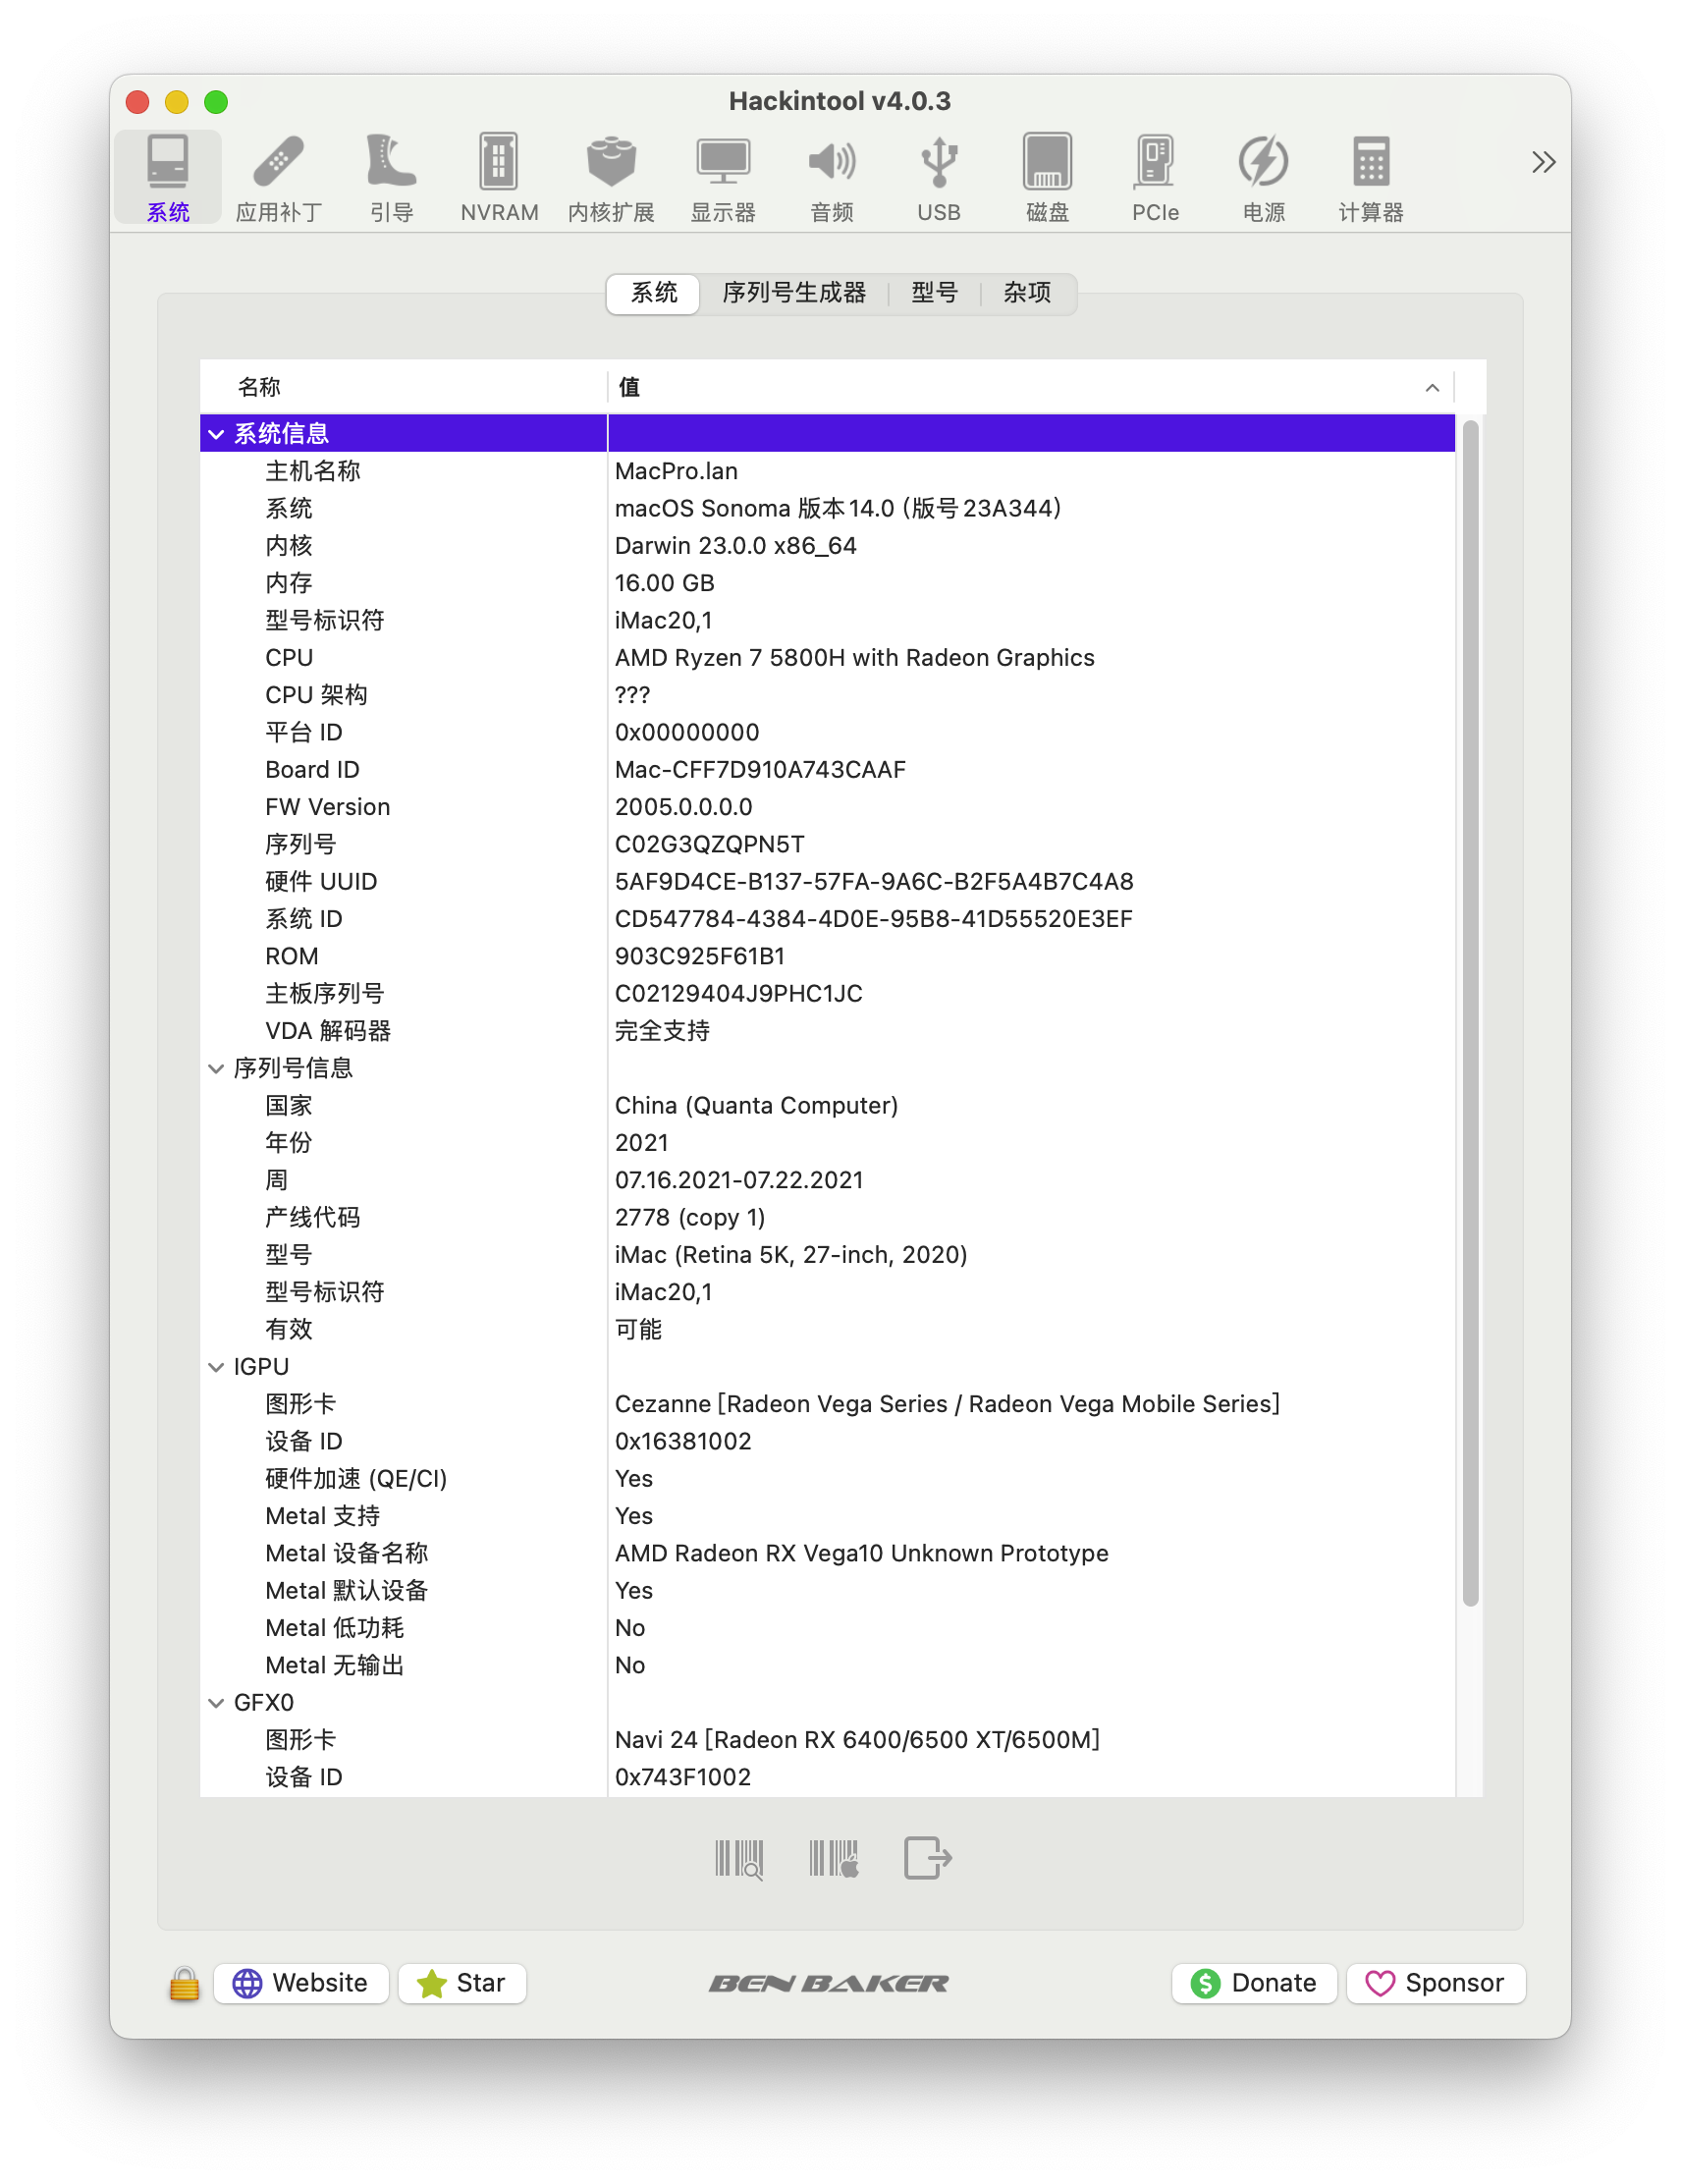 Hackintool v4.0.3
系统 应用补丁 引导 NVRAM 内核扩展 显示器 音频 USB 磁盘 PCIe 电源 计算器
系统 序列号生成器 型号 杂项
名称 值
系统信息
主机名称 MacPro.lan
系统 macOS Sonoma 版本14.0 (版号23A344)
内核 Darwin 23.0.0 x86_64
内存 16.00 GB
型号标识符 iMac20,1
CPU AMD Ryzen 7 5800H with Radeon Graphics
CPU 架构 ???
平台 ID 0x00000000
Board ID Mac-CFF7D910A743CAAF
FW Version 2005.0.0.0.0
序列号 C02G3QZQPN5T
硬件 UUID 5AF9D4CE-B137-57FA-9A6C-B2F5A4B7C4A8
系统 ID CD547784-4384-4D0E-95B8-41D55520E3EF
ROM 903C925F61B1
主板序列号 C02129404J9PHC1JC
VDA 解码器 完全支持
序列号信息
国家 China (Quanta Computer)
年份 2021
周 07.16.2021-07.22.2021
产线代码 2778 (copy 1)
型号 iMac (Retina 5K, 27-inch, 2020)
型号标识符 iMac20,1
有效 可能
IGPU
图形卡 Cezanne [Radeon Vega Series / Radeon Vega Mobile Series]
设备 ID 0x16381002
硬件加速 (QE/CI) Yes
Metal 支持 Yes
Metal 设备名称 AMD Radeon RX Vega10 Unknown Prototype
Metal 默认设备 Yes
Metal 低功耗 No
Metal 无输出 No
GFX0
图形卡 Navi 24 [Radeon RX 6400/6500 XT/6500M]
设备 ID 0x743F1002
Website Star BEN BAKER Donate Sponsor